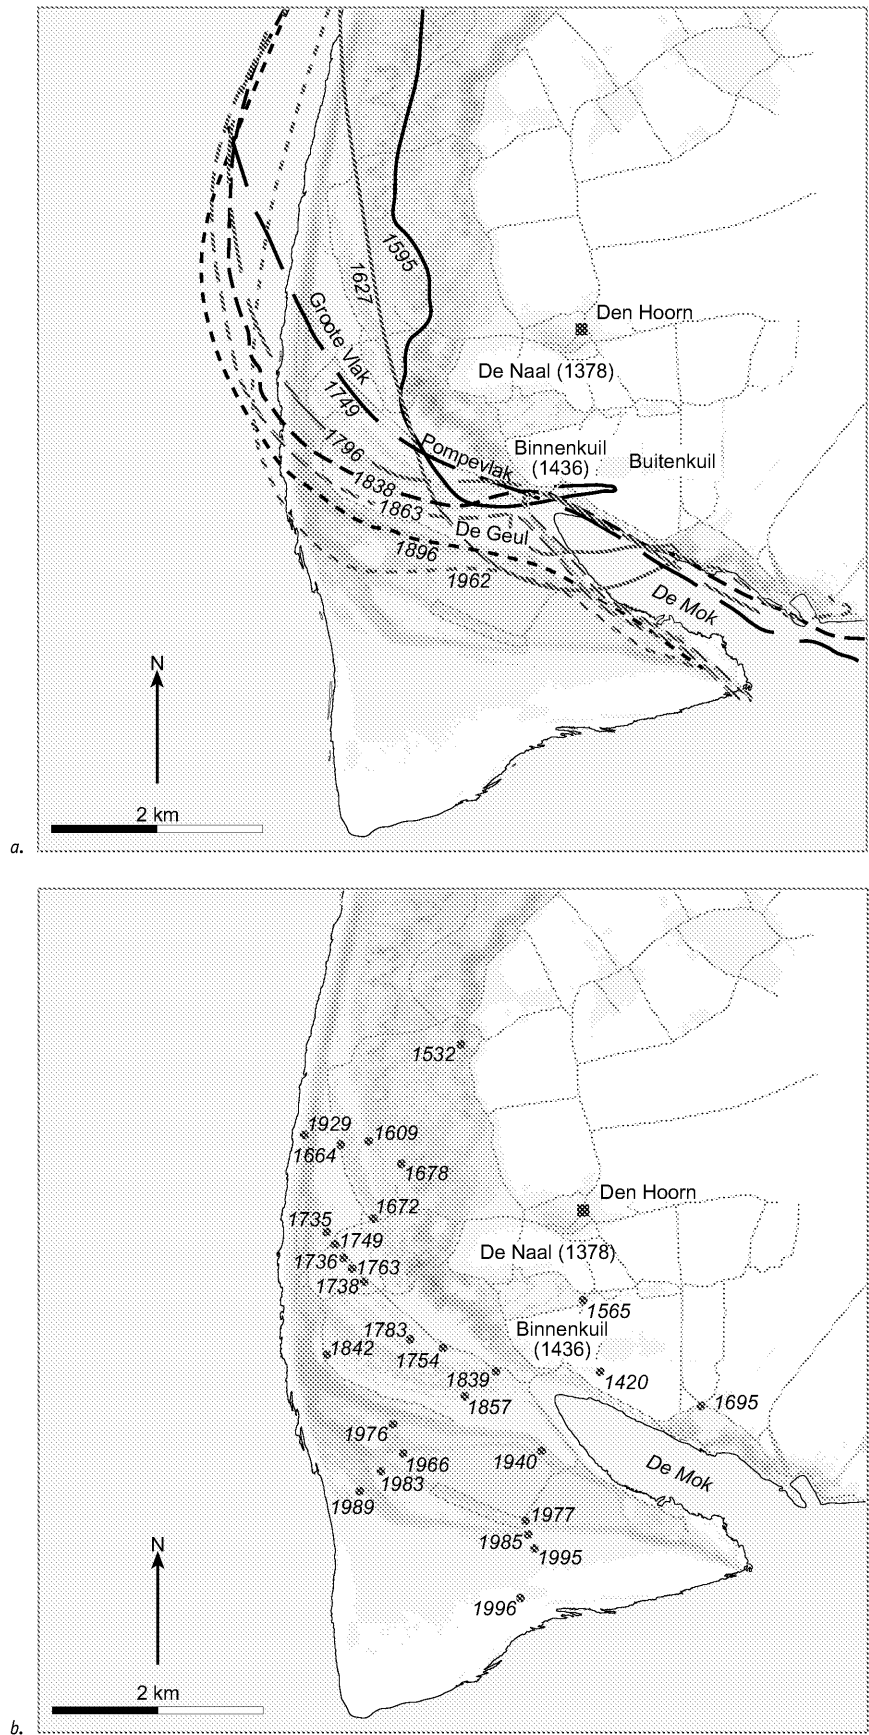 1595
1627
Groote Vlak
Den Hoorn
De Naal (1378)
1749
1796
Pompevlak
Binnenkuil
(1436)
Buitenkuil
1838
1863
De Geul
1896
1962
De Mok
N
2 km
a.
1532
1929
1609
1664
1678
1672
Den Hoorn
1735
1749
De Naal (1378)
1736
1763
1738
1565
1783
Binnenkuil
(1436)
1842
1754
1839
1420
1857
1695
1976
1966
1940
De Mok
1983
1989
1977
1985
1995
N
1996
2 km
b.